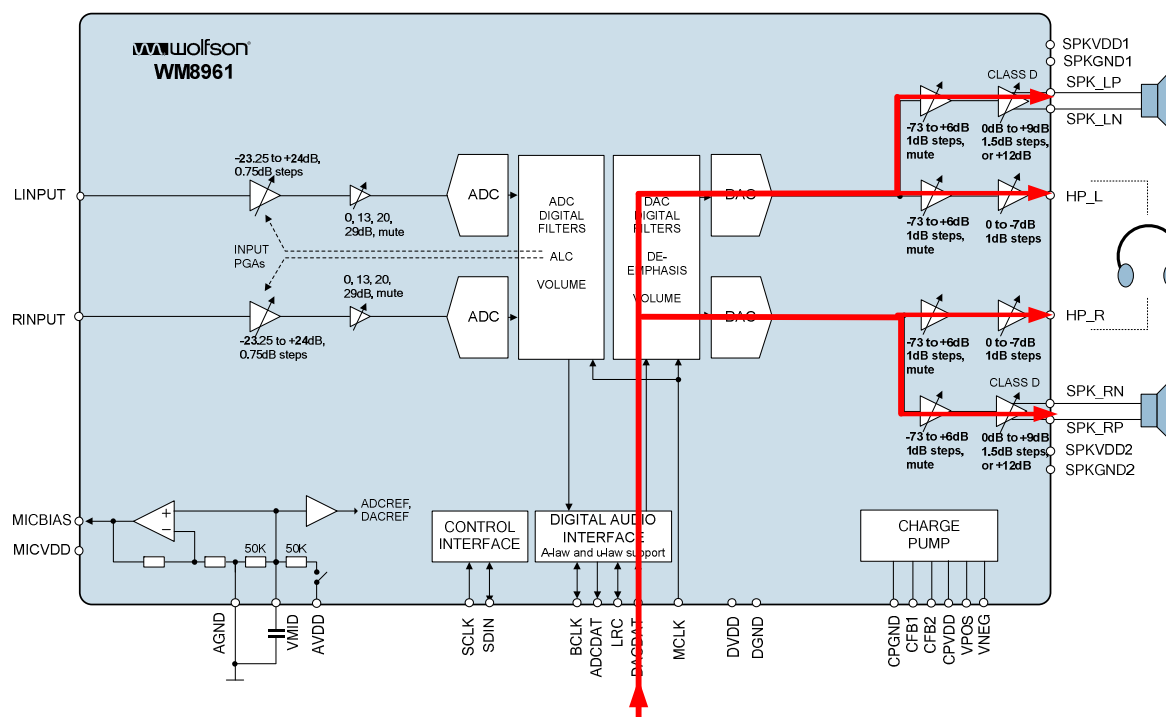 wolfson
WM8961
SPKVDD1
SPKGND1
CLASS D
SPK_LP
SPK_LN
-73 to +6dB
1dB steps,
mute
0dB to +9dB
1.5dB steps,
or +12dB
-23.25 to +24dB,
0.75dB steps
LINPUT
ADC
ADC
DIGITAL
FILTERS
ALC
VOLUME
DAC
DIGITAL
FILTERS
DE-
EMPHASIS
VOLUME
DAC
HP_L
0, 13, 20,
29dB, mute
-73 to +6dB
1dB steps,
mute
0 to -7dB
1dB steps
INPUT
PGAs
0, 13, 20,
29dB, mute
RINPUT
ADC
DAC
HP_R
-23.25 to +24dB,
0.75dB steps
-73 to +6dB
1dB steps,
mute
0 to -7dB
1dB steps
CLASS D
SPK_RN
SPK_RP
-73 to +6dB
1dB steps,
mute
0dB to +9dB
1.5dB steps,
or +12dB
SPKVDD2
SPKGND2
MICBIAS
MICVDD
+
-
ADCREF,
DACREF
50K
50K
CONTROL
INTERFACE
DIGITAL AUDIO
INTERFACE
A-law and u-law support
CHARGE
PUMP
AGND
VMID
AVDD
SCLK
SDIN
BCLK
ADCDAT
LRC
DACDAT
MCLK
DVDD
DGND
CPGND
CFB1
CFB2
CPVDD
VPOS
VNEG